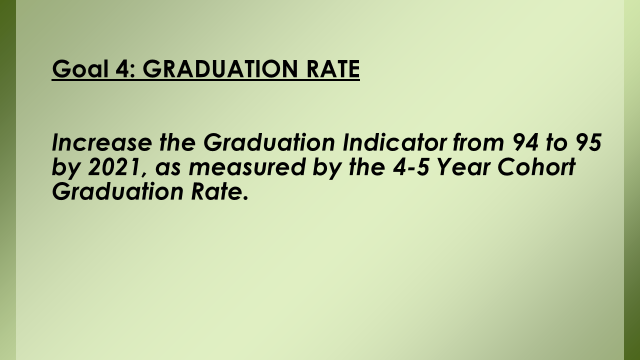 Goal 4: GRADUATION RATE
Increase the Graduation Indicator from 94 to 95
by 2021, as measured by the 4-5 Year Cohort
Graduation Rate.